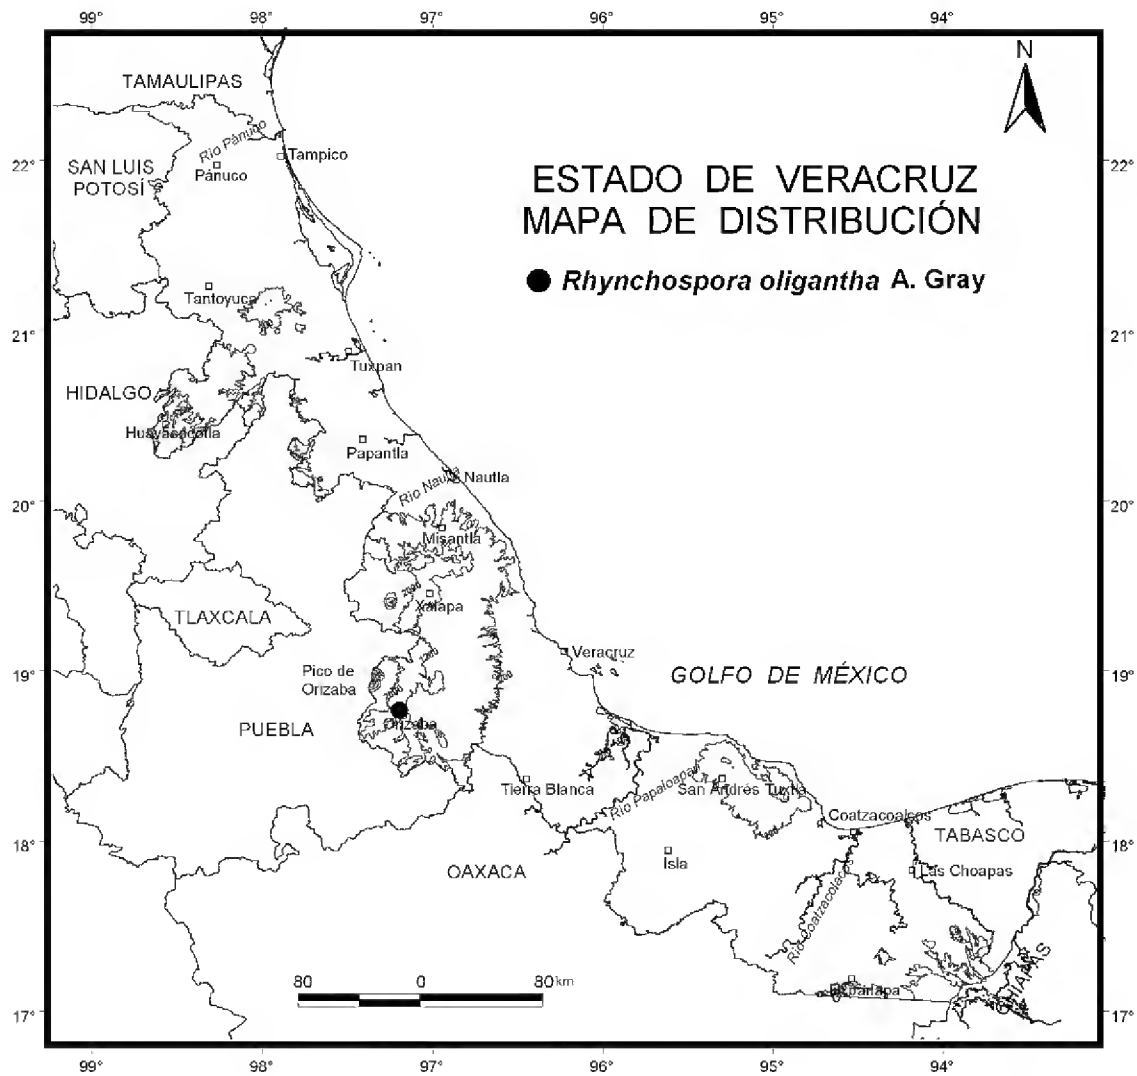 99° 98° 97° 96° 95° 94°
N
TAMAULIPAS
Río Pánuco
Tampico
22° 22°
SAN LUIS
POTOSÍ
Pánuco
ESTADO DE VERACRUZ
MAPA DE DISTRIBUCIÓN
Rhynchospora oligantha A. Gray
Tantoyuca
21° 21°
Tuxpan
HIDALGO
Huayacocotla
Papantla
Nautla
Río Nautla
20° 20°
Misantla
2000
Xalapa
TLAXCALA
Veracruz
Pico de
Orizaba
19° 19°
GOLFO DE MÉXICO
PUEBLA
Orizaba
Tierra Blanca
Río Papaloapan
San Andrés Tuxtla
Coatzacoalcos
TABASCO
18° 18°
Isla
OAXACA
Las Choapas
Río Coatzacoalcos
CHIAPAS
Uxpanapa
80 0 80 km
17° 17°
99° 98° 97° 96° 95° 94°